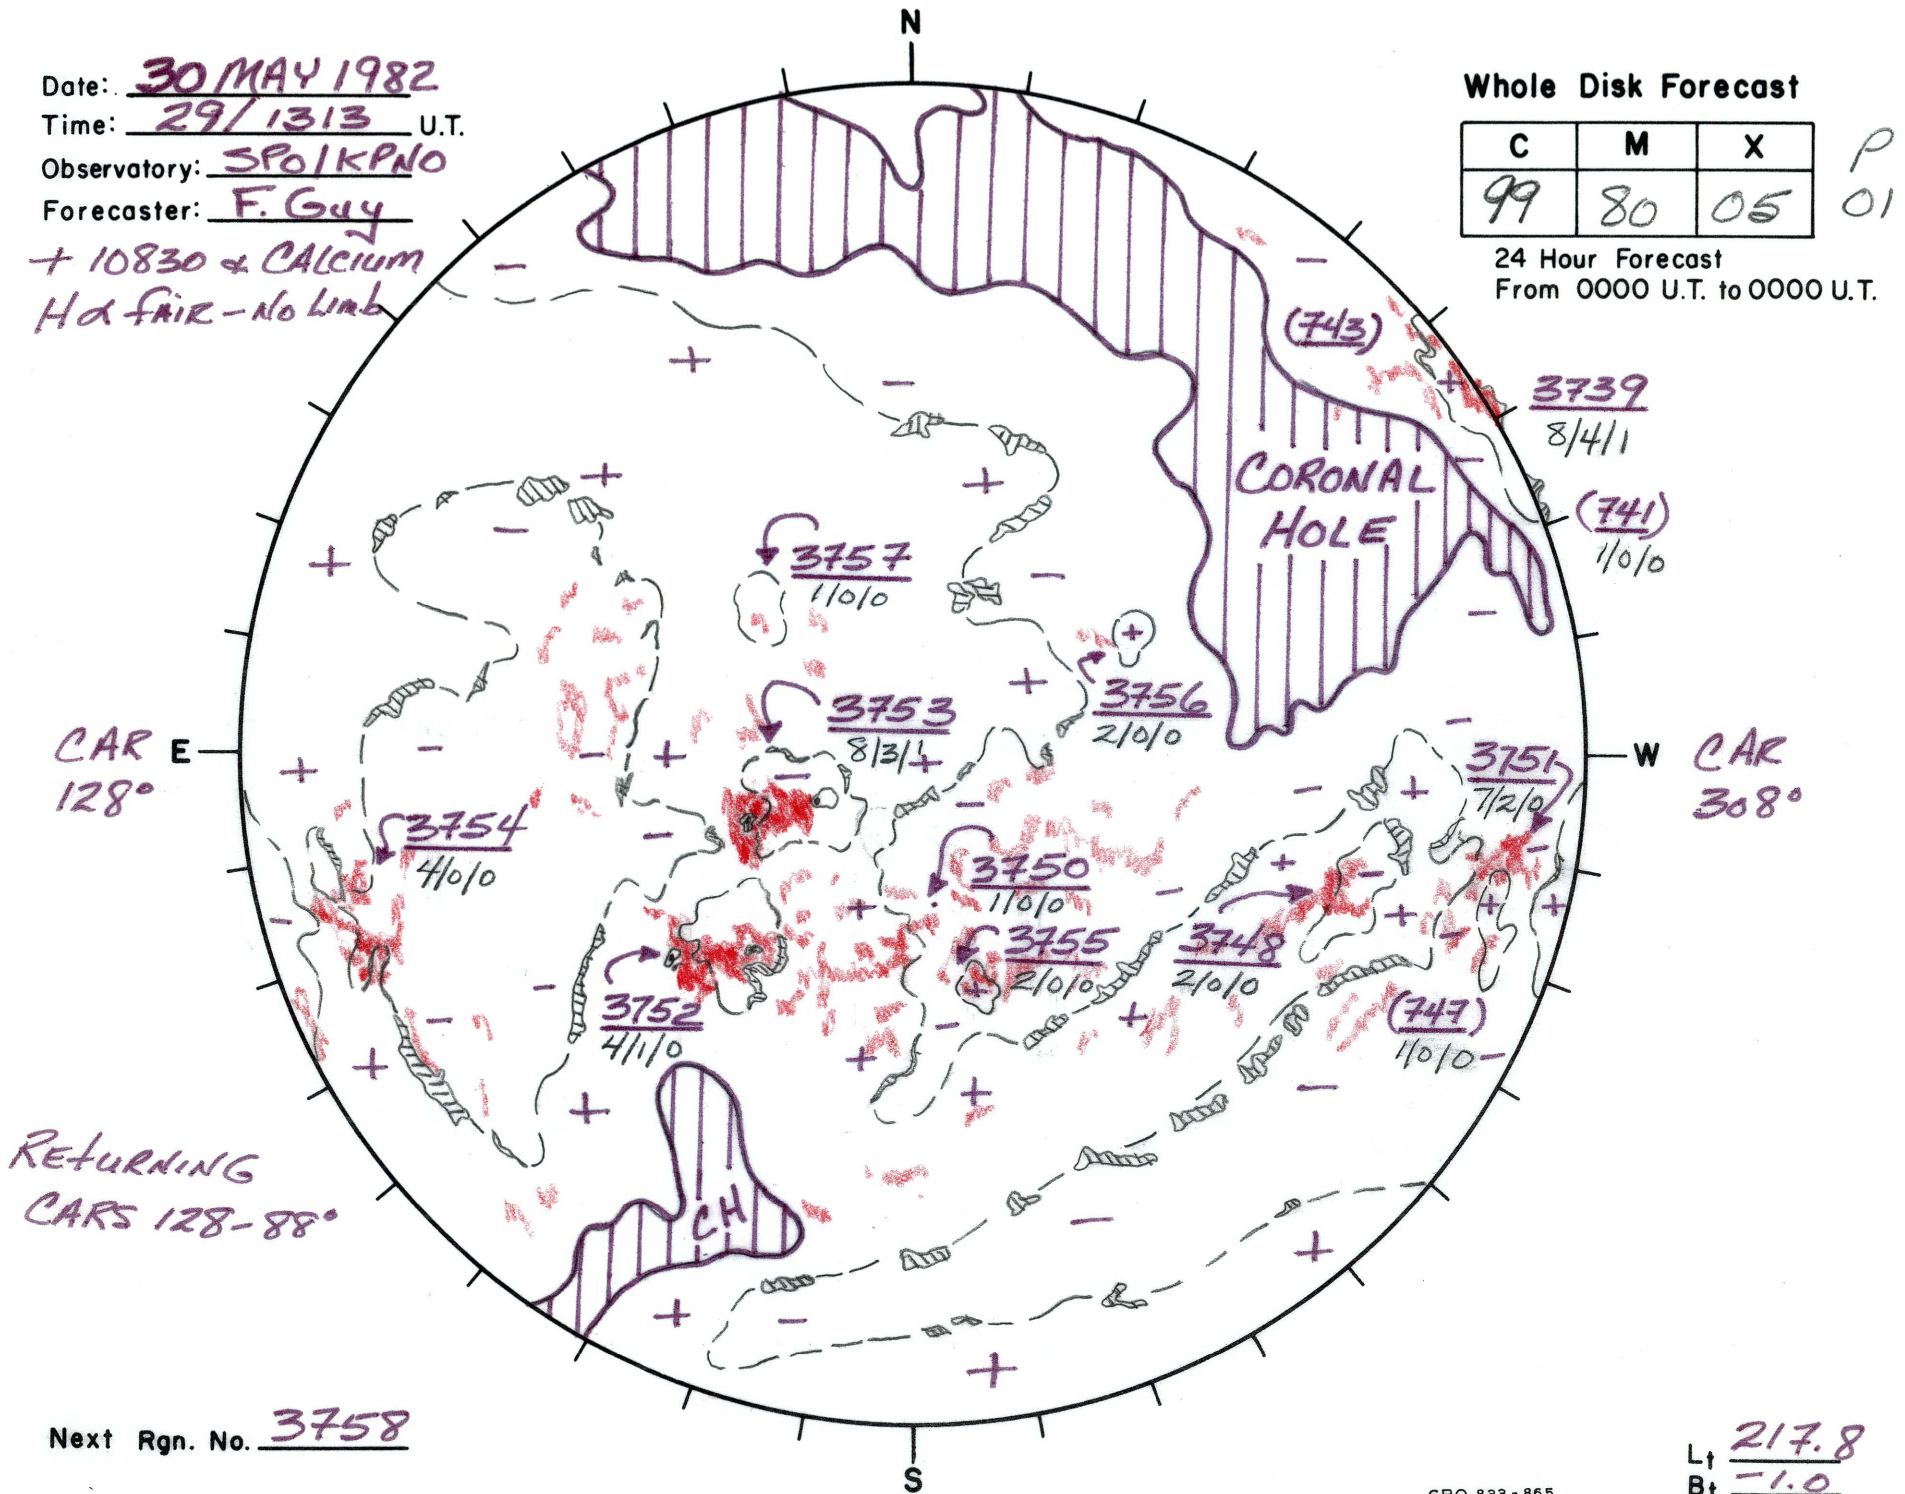 N
Date: 30 MAY 1982
Time: 29/1313 U.T.
Observatory: SPO/KPNO
Forecaster: F. Guy
+ 10830 & CALCIUM
Hα FAIR - No Limb
Whole Disk Forecast
C M X P
99 80 05 01
24 Hour Forecast
From 0000 U.T. to 0000 U.T.
(743)
3739
8/4/1
CORONAL
HOLE
(741)
1/0/0
3757
1/0/0
3753
8/3/1
3756
2/0/0
CAR E
128°
W CAR
308°
3751
7/2/0
3754
4/0/0
3750
1/0/0
3755
2/0/0
3748
2/0/0
3752
4/1/0
(747)
1/0/0
RETURNING
CARS 128-88°
CH
Next Rgn. No. 3758
S
Lt 217.8
Bt -1.0